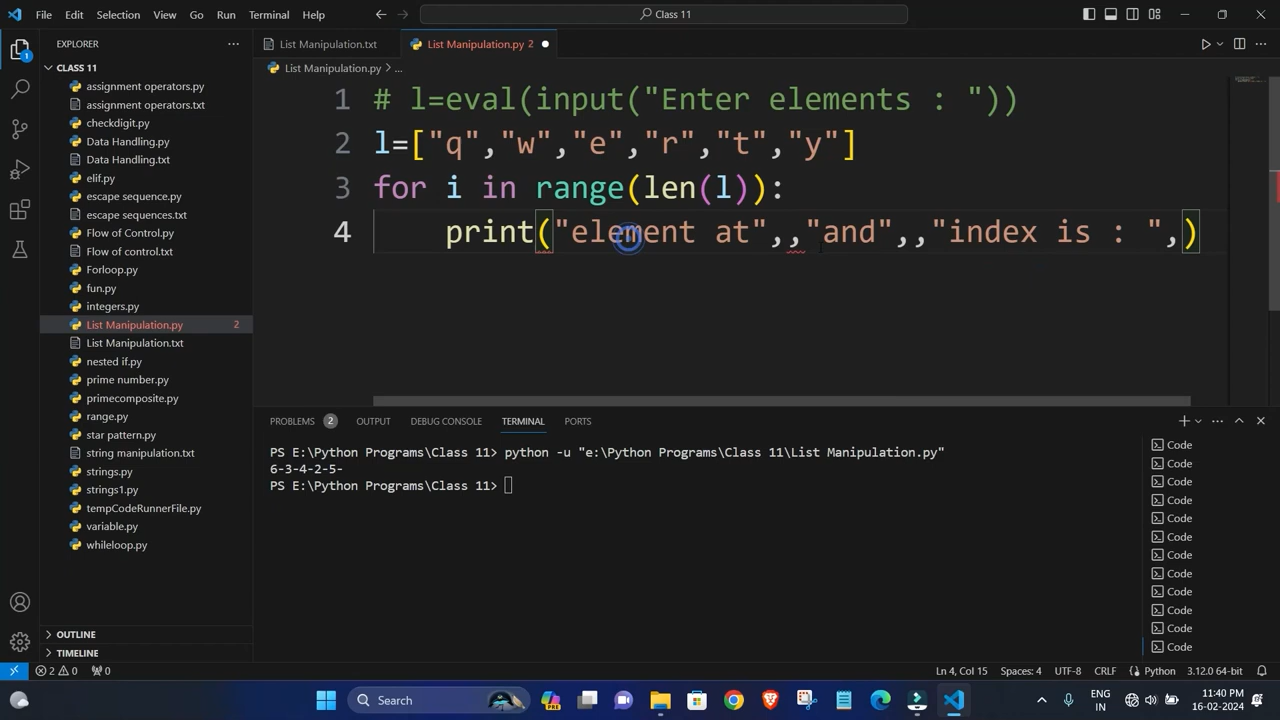 File Edit Selection View Go Run Terminal Help
Class 11
EXPLORER
List Manipulation.txt
List Manipulation.py 2
CLASS 11
List Manipulation.py > ...
assignment operators.py
assignment operators.txt
checkdigit.py
Data Handling.py
Data Handling.txt
elif.py
escape sequence.py
escape sequences.txt
Flow of Control.py
Flow of control.txt
Forloop.py
fun.py
integers.py
List Manipulation.py 2
List Manipulation.txt
nested if.py
prime number.py
primecomposite.py
range.py
star pattern.py
string manipulation.txt
strings.py
strings1.py
tempCodeRunnerFile.py
variable.py
whileloop.py
OUTLINE
TIMELINE
1 # l=eval(input("Enter elements : "))
2 l=["q","w","e","r","t","y"]
3 for i in range(len(l)):
4 print("element at",,"and",,"index is : ",)
PROBLEMS 2 OUTPUT DEBUG CONSOLE TERMINAL PORTS
PS E:\Python Programs\Class 11> python -u "e:\Python Programs\Class 11\List Manipulation.py"
6-3-4-2-5-
PS E:\Python Programs\Class 11>
Code
Code
Code
Code
Code
Code
Code
Code
Code
Code
Code
Code
1
2 0 0
Ln 4, Col 15 Spaces: 4 UTF-8 CRLF Python 3.12.0 64-bit
Search
PRE
ENG
IN
11:40 PM
16-02-2024